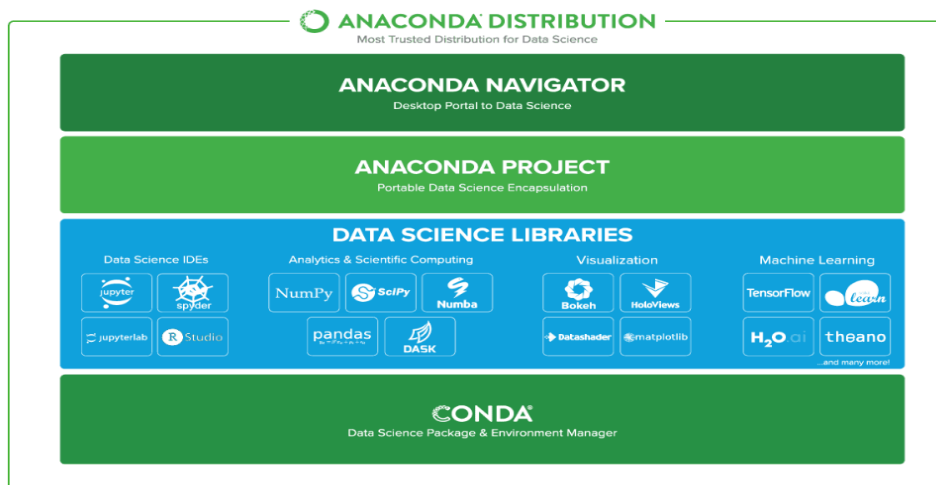 ANACONDA DISTRIBUTION
Most Trusted Distribution for Data Science
ANACONDA NAVIGATOR
Desktop Portal to Data Science
ANACONDA PROJECT
Portable Data Science Encapsulation
DATA SCIENCE LIBRARIES
Data Science IDEs
jupyter
spyder
jupyterlab
R Studio
Analytics & Scientific Computing
NumPy
SciPy
Numba
pandas
DASK
Visualization
Bokeh
HoloViews
Datashader
matplotlib
Machine Learning
TensorFlow
learn
H2O.ai
theano
...and many more!
CONDA
Data Science Package & Environment Manager